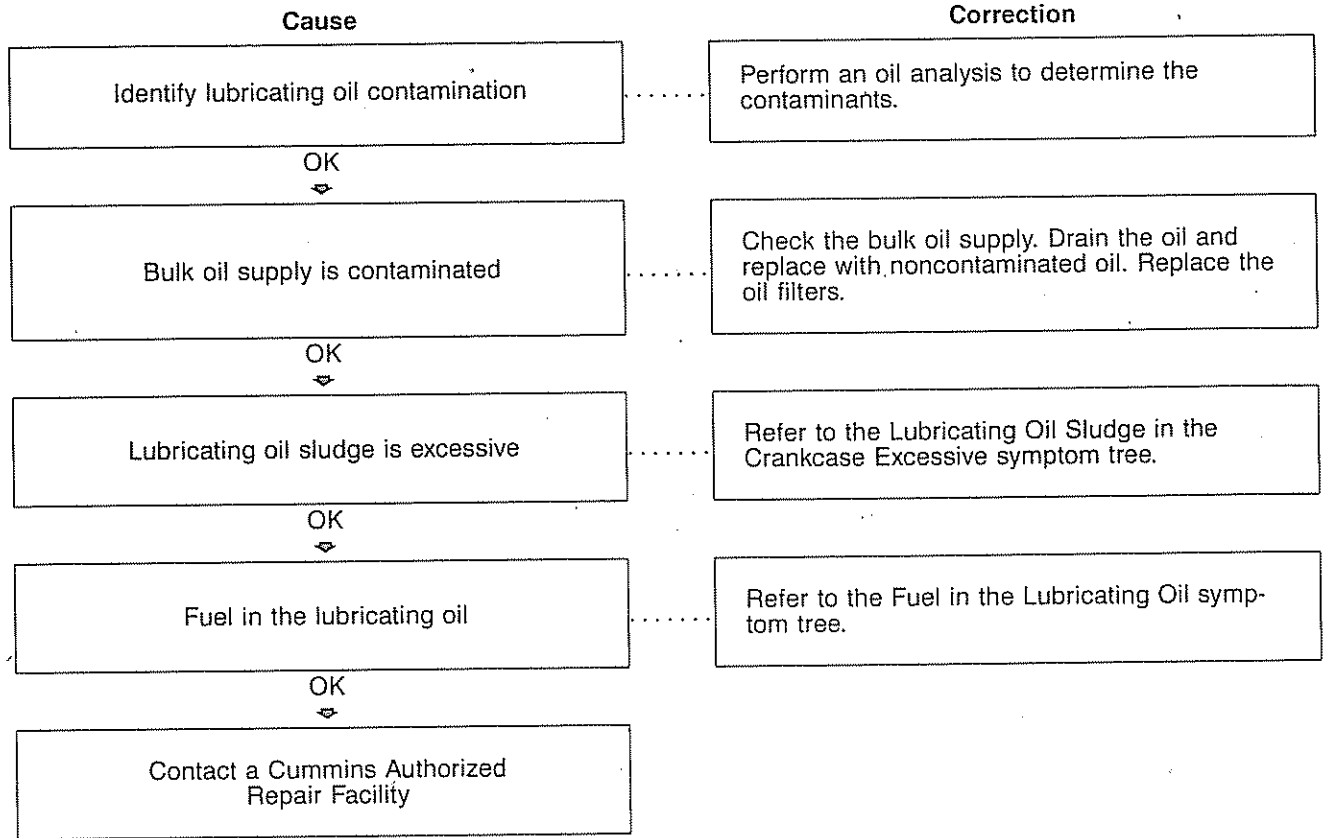 Cause
Correction
Identify lubricating oil contamination
Perform an oil analysis to determine the
contaminants.
OK
Bulk oil supply is contaminated
Check the bulk oil supply. Drain the oil and
replace with noncontaminated oil. Replace the
oil filters.
OK
Lubricating oil sludge is excessive
Refer to the Lubricating Oil Sludge in the
Crankcase Excessive symptom tree.
OK
Fuel in the lubricating oil
Refer to the Fuel in the Lubricating Oil symp-
tom tree.
OK
Contact a Cummins Authorized
Repair Facility